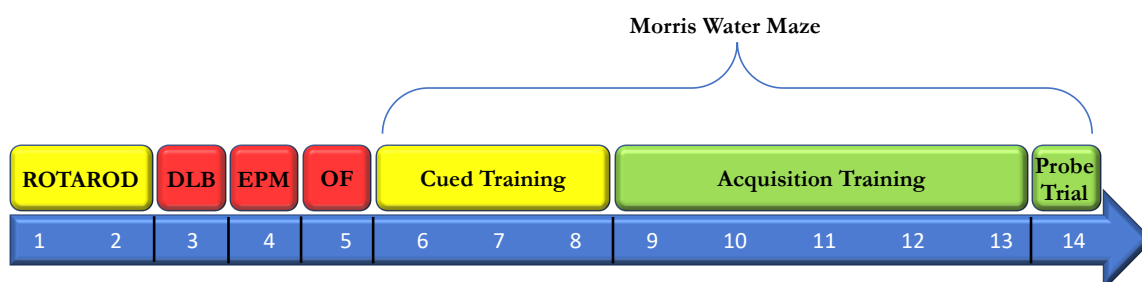 Morris Water Maze
ROTAROD DLB EPM OF Cued Training Acquisition Training Probe
Trial
1 2 3 4 5 6 7 8 9 10 11 12 13 14